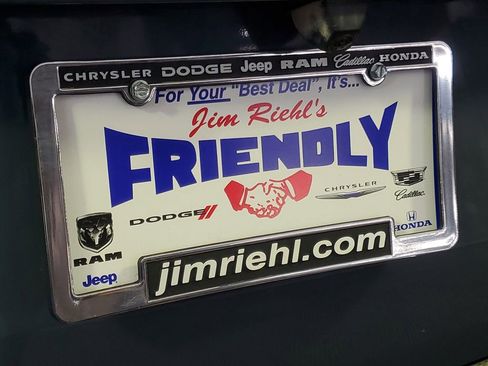 CHRYSLER DODGE Jeep RAM Cadillac HONDA
For Your "Best Deal", It's...
Jim Riehl's
FRIENDLY
DODGE
CHRYSLER
Cadillac
RAM
HONDA
Jeep
jimriehl.com